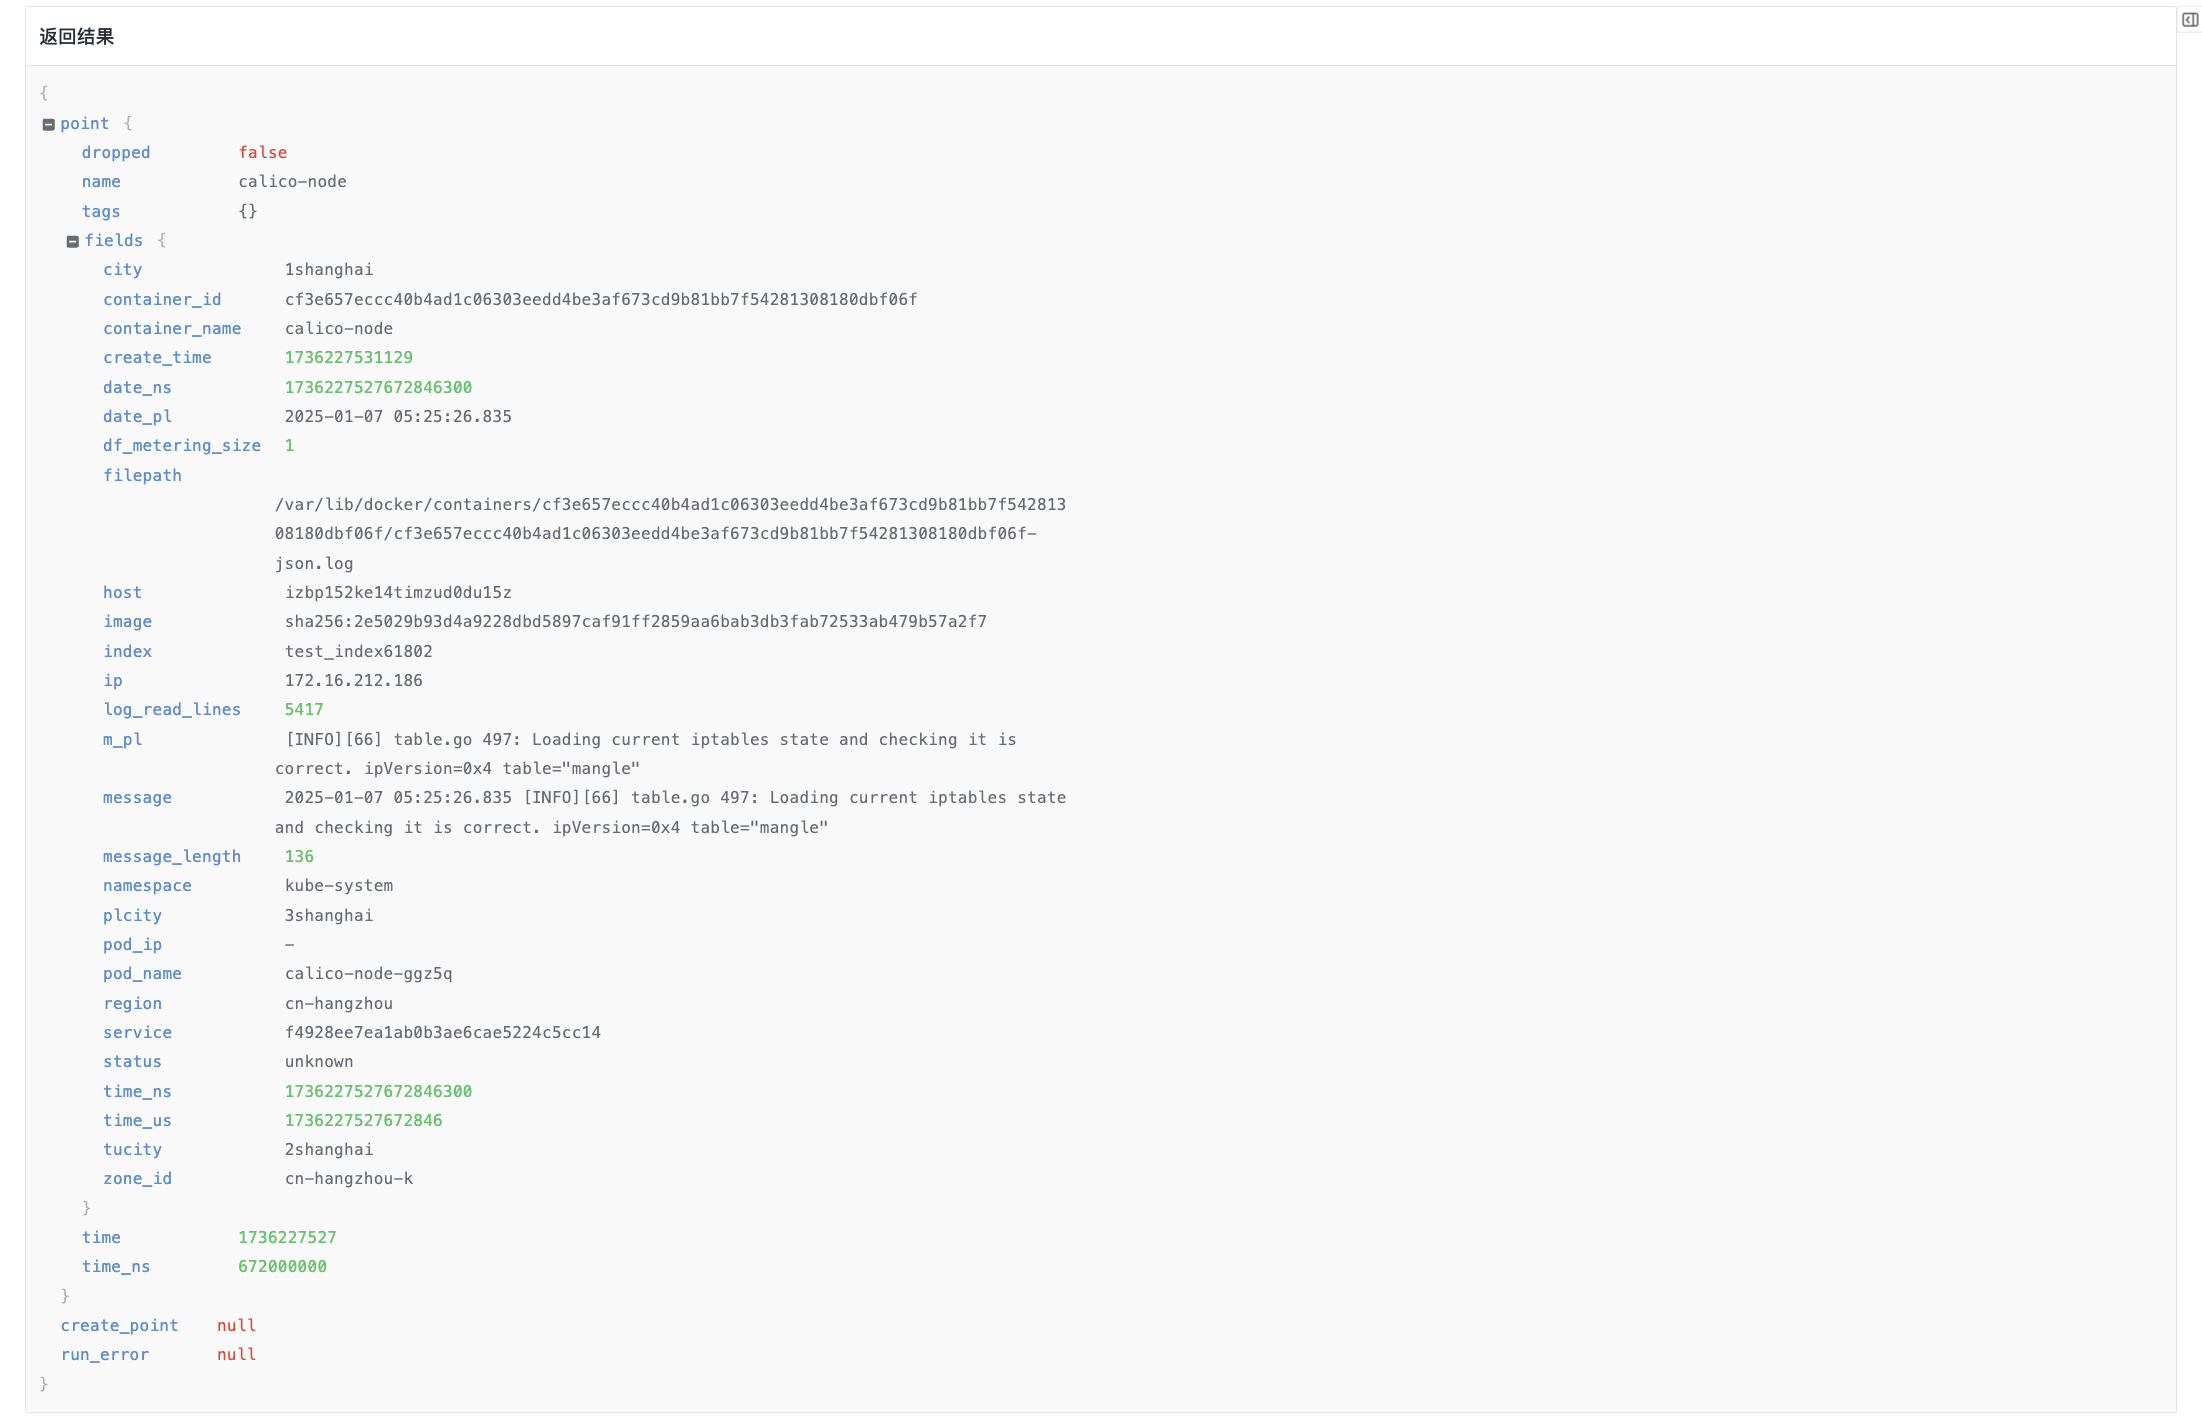 返回结果
{
point {
dropped false
name calico-node
tags {}
fields {
city 1shanghai
container_id cf3e657eccc40b4ad1c06303eedd4be3af673cd9b81bb7f54281308180dbf06f
container_name calico-node
create_time 1736227531129
date_ns 1736227527672846300
date_pl 2025-01-07 05:25:26.835
df_metering_size 1
filepath
/var/lib/docker/containers/cf3e657eccc40b4ad1c06303eedd4be3af673cd9b81bb7f542813
08180dbf06f/cf3e657eccc40b4ad1c06303eedd4be3af673cd9b81bb7f54281308180dbf06f-
json.log
host izbp152ke14timzud0du15z
image sha256:2e5029b93d4a9228dbd5897caf91ff2859aa6bab3db3fab72533ab479b57a2f7
index test_index61802
ip 172.16.212.186
log_read_lines 5417
m_pl [INFO][66] table.go 497: Loading current iptables state and checking it is
correct. ipVersion=0x4 table="mangle"
message 2025-01-07 05:25:26.835 [INFO][66] table.go 497: Loading current iptables state
and checking it is correct. ipVersion=0x4 table="mangle"
message_length 136
namespace kube-system
plcity 3shanghai
pod_ip -
pod_name calico-node-ggz5q
region cn-hangzhou
service f4928ee7ea1ab0b3ae6cae5224c5cc14
status unknown
time_ns 1736227527672846300
time_us 1736227527672846
tucity 2shanghai
zone_id cn-hangzhou-k
}
time 1736227527
time_ns 672000000
}
create_point null
run_error null
}